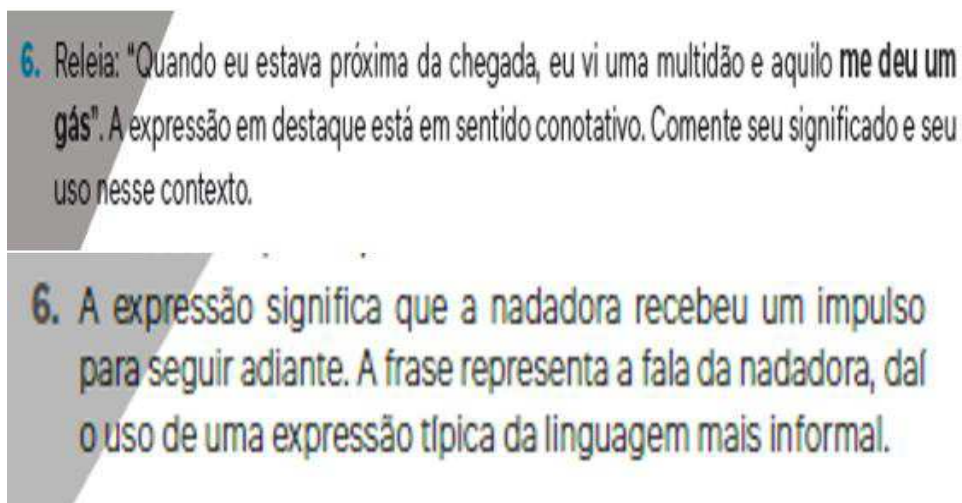 6. Releia: "Quando eu estava próxima da chegada, eu vi uma multidão e aquilo me deu um
gás". A expressão em destaque está em sentido conotativo. Comente seu significado e seu
uso nesse contexto.
6. A expressão significa que a nadadora recebeu um impulso
para seguir adiante. A frase representa a fala da nadadora, daí
o uso de uma expressão típica da linguagem mais informal.